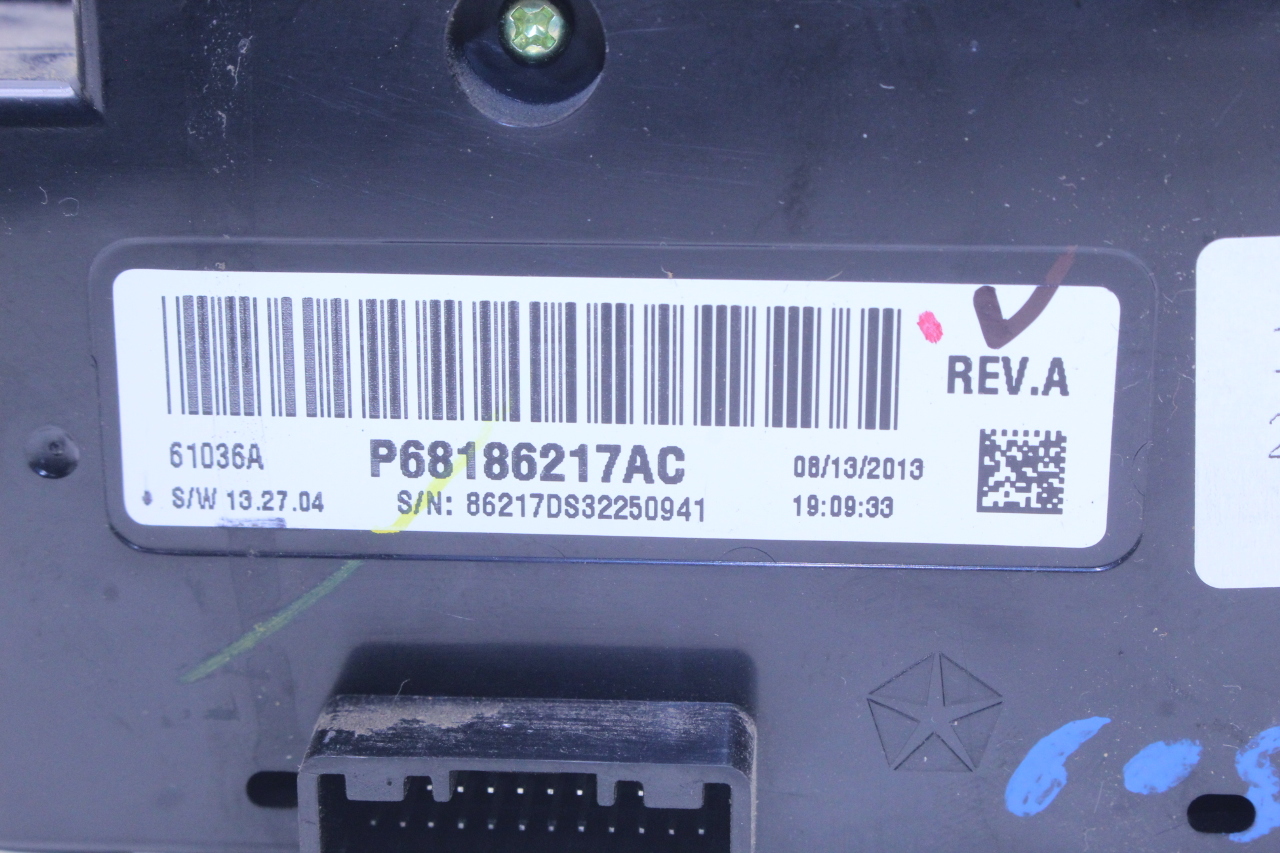 REV.A
61036A P68186217AC 08/13/2013
S/W 13.27.04 S/N: 86217DS32250941 19:09:33